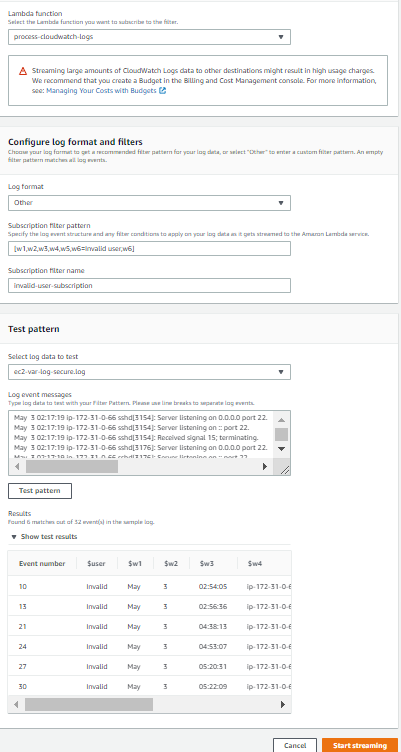 Lambda function
Select the Lambda function you want to subscribe to the filter.
process-cloudwatch-logs
Streaming large amounts of CloudWatch Logs data to other destinations might result in high usage charges.
We recommend that you create a Budget in the Billing and Cost Management console. For more information,
see: Managing Your Costs with Budgets
Configure log format and filters
Choose your log format to get a recommended filter pattern for your log data, or select "Other" to enter a custom filter pattern. An empty
filter pattern matches all log events.
Log format
Other
Subscription filter pattern
Specify the log event structure and any filter conditions to apply on your log data as it gets streamed to the Amazon Lambda service.
[w1,w2,w3,w4,w5,w6=Invalid user,w6]
Subscription filter name
invalid-user-subscription
Test pattern
Select log data to test
ec2-var-log-secure.log
Log event messages
Type log data to test with your Filter Pattern. Please use line breaks to separate log events.
May 3 02:17:19 ip-172-31-0-66 sshd[3154]: Server listening on 0.0.0.0 port 22.
May 3 02:17:19 ip-172-31-0-66 sshd[3154]: Server listening on :: port 22.
May 3 02:17:19 ip-172-31-0-66 sshd[3154]: Received signal 15; terminating.
May 3 02:17:19 ip-172-31-0-66 sshd[3176]: Server listening on 0.0.0.0 port 22.
May 3 02:17:19 ip-172-31-0-66 sshd[3176]: Server listening on :: port 22.
Test pattern
Results
Found 6 matches out of 32 event(s) in the sample log.
Show test results
Event number $user $w1 $w2 $w3 $w4
10 Invalid May 3 02:54:05 ip-172-31-0-6
13 Invalid May 3 02:56:36 ip-172-31-0-6
21 Invalid May 3 04:38:13 ip-172-31-0-6
24 Invalid May 3 04:53:07 ip-172-31-0-6
27 Invalid May 3 05:20:31 ip-172-31-0-6
30 Invalid May 3 05:22:09 ip-172-31-0-6
Cancel Start streaming